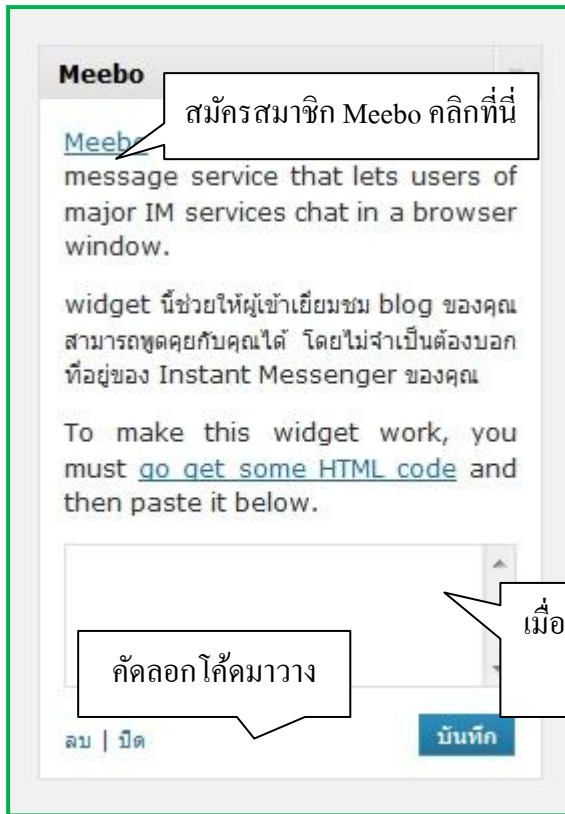 Meebo
สมัครสมาชิก Meebo คลิกที่นี่
Meebo
message service that lets users of
major IM services chat in a browser
window.
widget นี้ช่วยให้ผู้เข้าเยี่ยมชม blog ของคุณ
สามารถพูดคุยกับคุณได้ โดยไม่จำเป็นต้องบอก
ที่อยู่ของ Instant Messenger ของคุณ
To make this widget work, you
must go get some HTML code and
then paste it below.
เมื่อ
คัดลอกโค้ดมาวาง
ลบ | ปิด
บันทึก